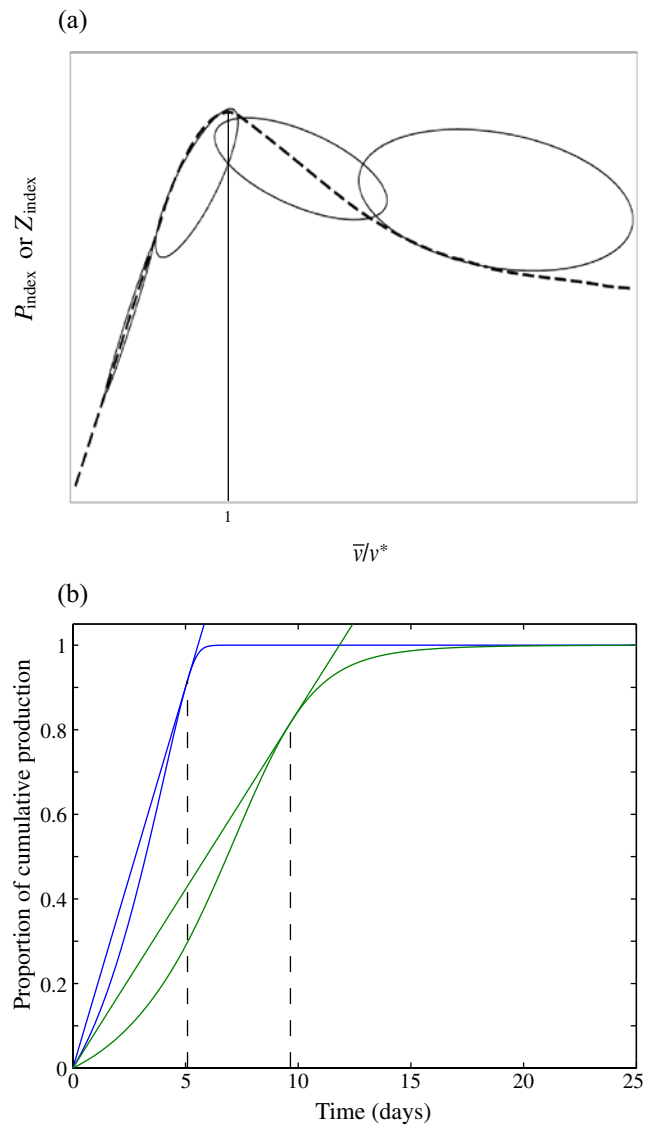 (a)
P_index or Z_index
1
v̅/v*
(b)
Proportion of cumulative production
1
0.8
0.6
0.4
0.2
0
0 5 10 15 20 25
Time (days)